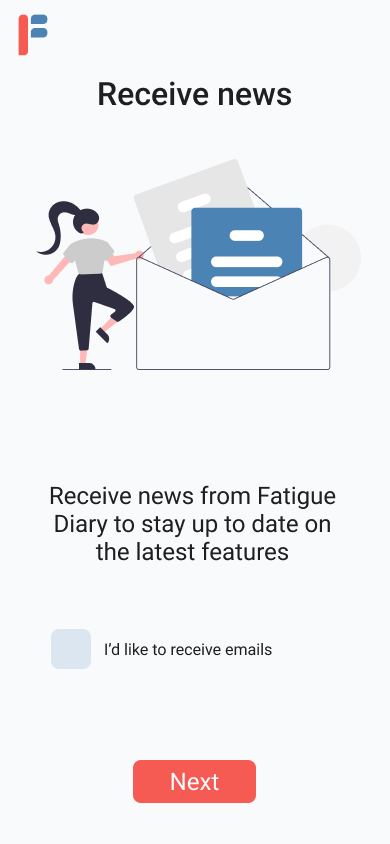 Receive news
Receive news from Fatigue
Diary to stay up to date on
the latest features
I'd like to receive emails
Next